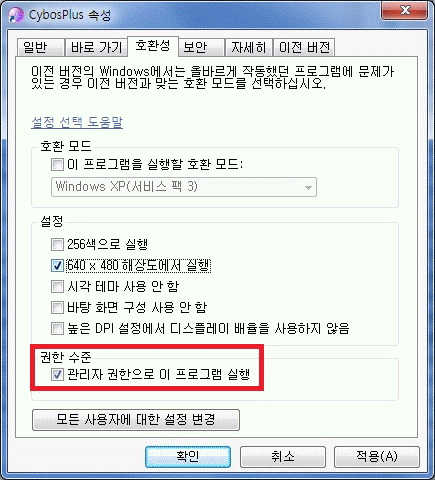 CybosPlus 속성
일반 바로 가기 호환성 보안 자세히 이전 버전
이전 버전의 Windows에서는 올바르게 작동했던 프로그램에 문제가
있는 경우 이전 버전과 맞는 호환 모드를 선택하십시오.
설정 선택 도움말
호환 모드
이 프로그램을 실행할 호환 모드:
Windows XP(서비스 팩 3)
설정
256색으로 실행
640 x 480 해상도에서 실행
시각 테마 사용 안 함
바탕 화면 구성 사용 안 함
높은 DPI 설정에서 디스플레이 배율을 사용하지 않음
권한 수준
관리자 권한으로 이 프로그램 실행
모든 사용자에 대한 설정 변경
확인 취소 적용(A)